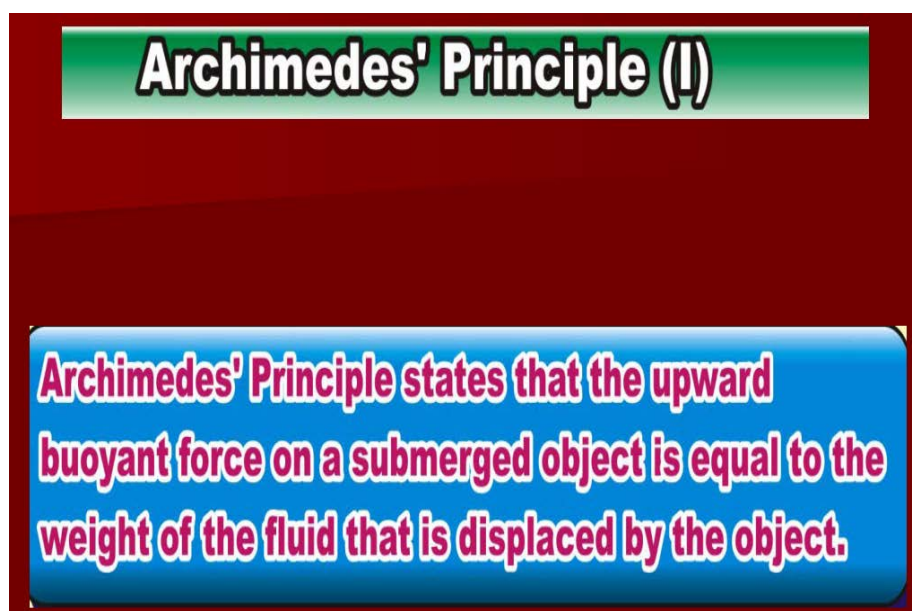 Archimedes' Principle (I)
Archimedes' Principle states that the upward
buoyant force on a submerged object is equal to the
weight of the fluid that is displaced by the object.